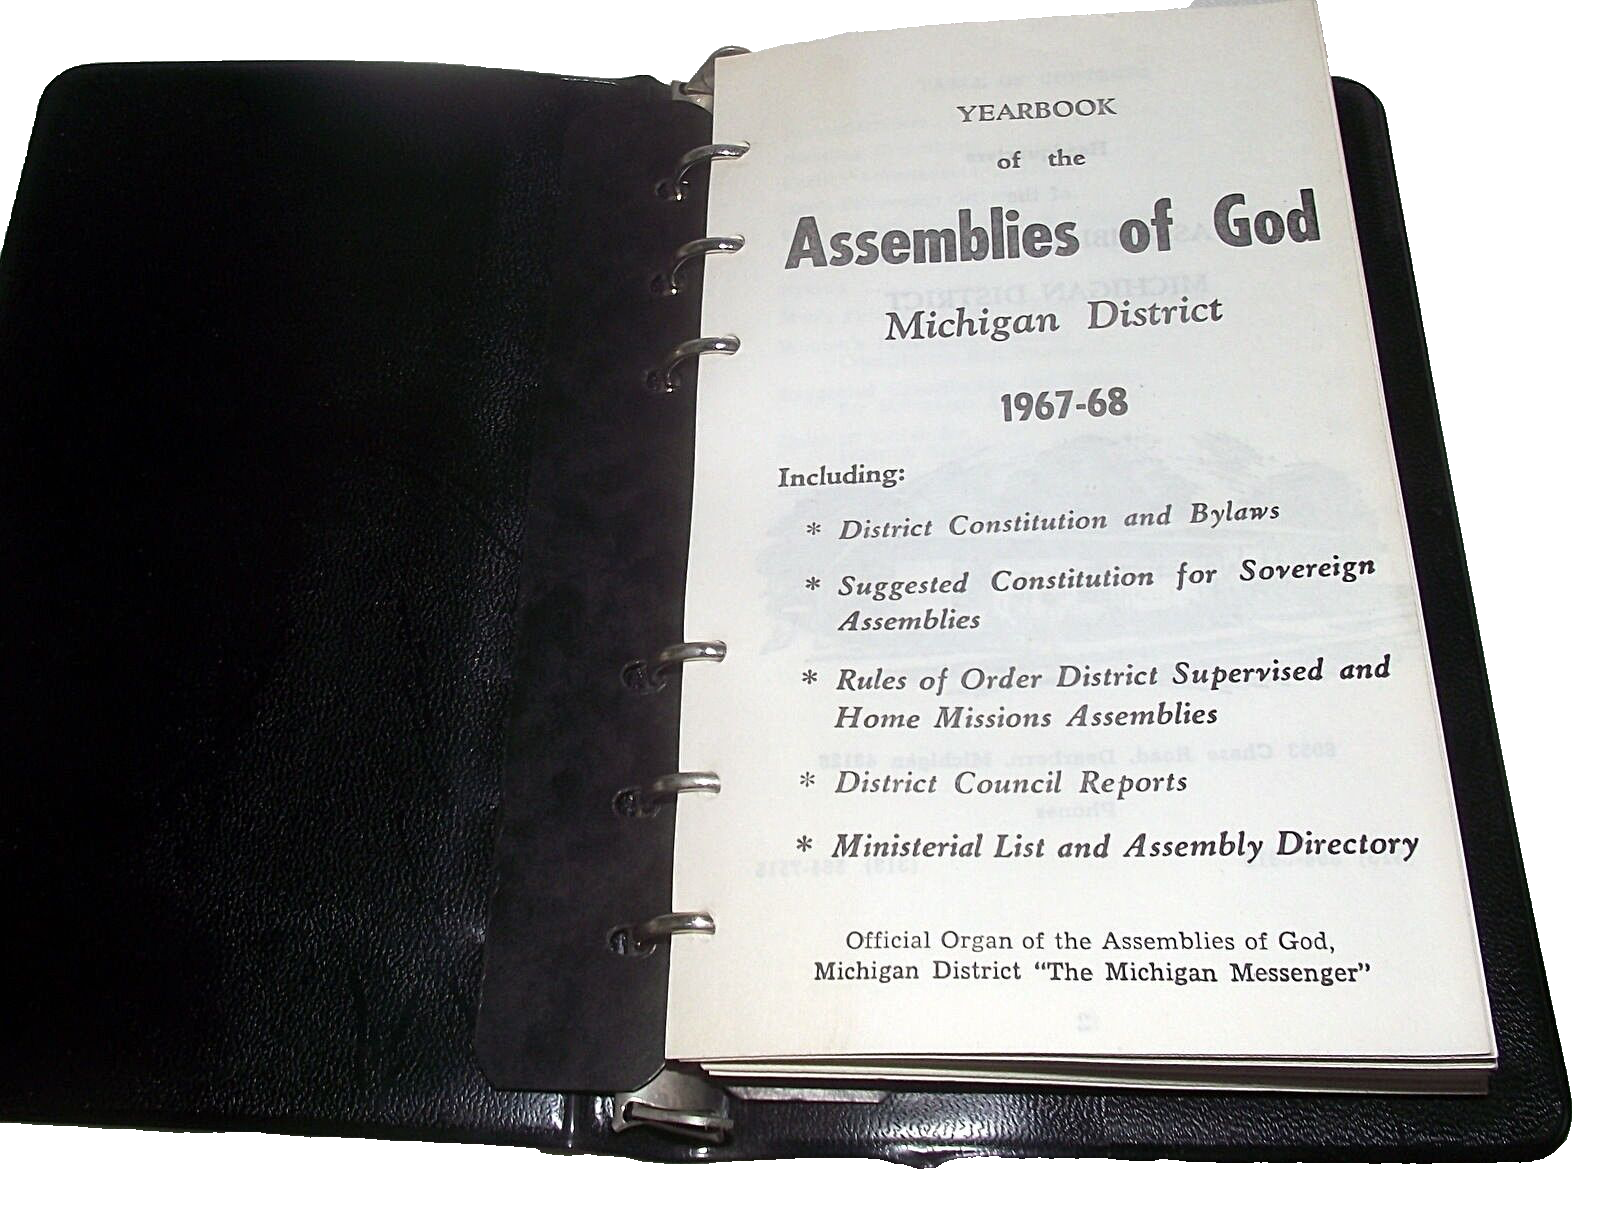 YEARBOOK
of the
Assemblies of God
Michigan District
1967-68
Including:
* District Constitution and Bylaws
* Suggested Constitution for Sovereign
Assemblies
* Rules of Order District Supervised and
Home Missions Assemblies
* District Council Reports
* Ministerial List and Assembly Directory
Official Organ of the Assemblies of God,
Michigan District "The Michigan Messenger"